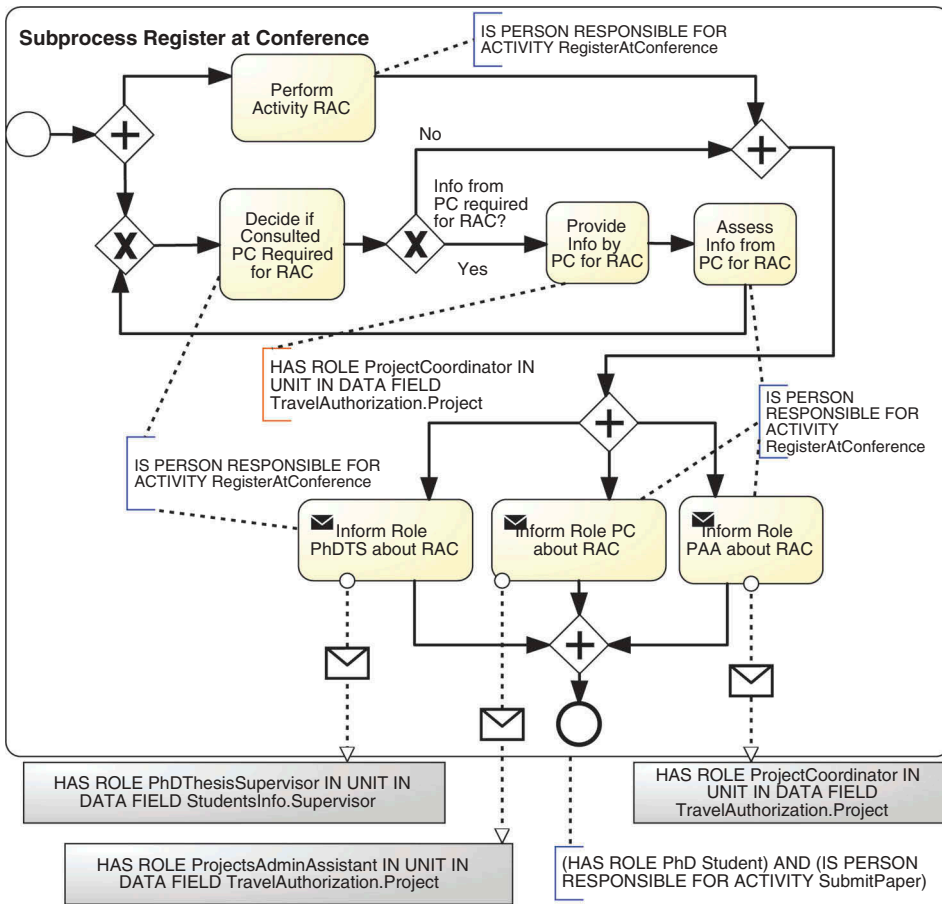 Subprocess Register at Conference
IS PERSON RESPONSIBLE FOR
ACTIVITY RegisterAtConference
Perform
Activity RAC
No
Info from
PC required
for RAC?
Yes
Decide if
Consulted
PC Required
for RAC
Provide
Info by
PC for RAC
Assess
Info from
PC for RAC
HAS ROLE ProjectCoordinator IN
UNIT IN DATA FIELD
TravelAuthorization.Project
IS PERSON
RESPONSIBLE FOR
ACTIVITY
RegisterAtConference
IS PERSON RESPONSIBLE FOR
ACTIVITY RegisterAtConference
Inform Role
PhDTS about RAC
Inform Role PC
about RAC
Inform Role
PAA about RAC
HAS ROLE PhDThesisSupervisor IN UNIT IN
DATA FIELD StudentsInfo.Supervisor
HAS ROLE ProjectCoordinator IN
UNIT IN DATA FIELD
TravelAuthorization.Project
HAS ROLE ProjectsAdminAssistant IN UNIT IN
DATA FIELD TravelAuthorization.Project
(HAS ROLE PhD Student) AND (IS PERSON
RESPONSIBLE FOR ACTIVITY SubmitPaper)